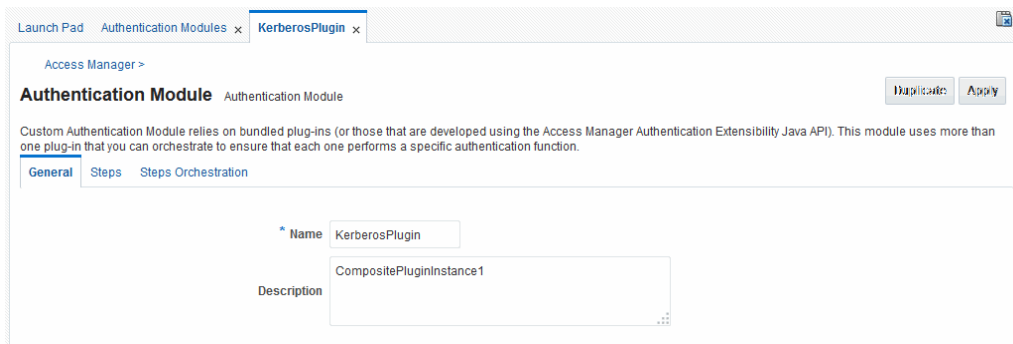 Launch Pad Authentication Modules x KerberosPlugin x
Access Manager >
Authentication Module Authentication Module
Duplicate Apply
Custom Authentication Module relies on bundled plug-ins (or those that are developed using the Access Manager Authentication Extensibility Java API). This module uses more than
one plug-in that you can orchestrate to ensure that each one performs a specific authentication function.
General Steps Steps Orchestration
* Name KerberosPlugin
CompositePluginInstance1
Description